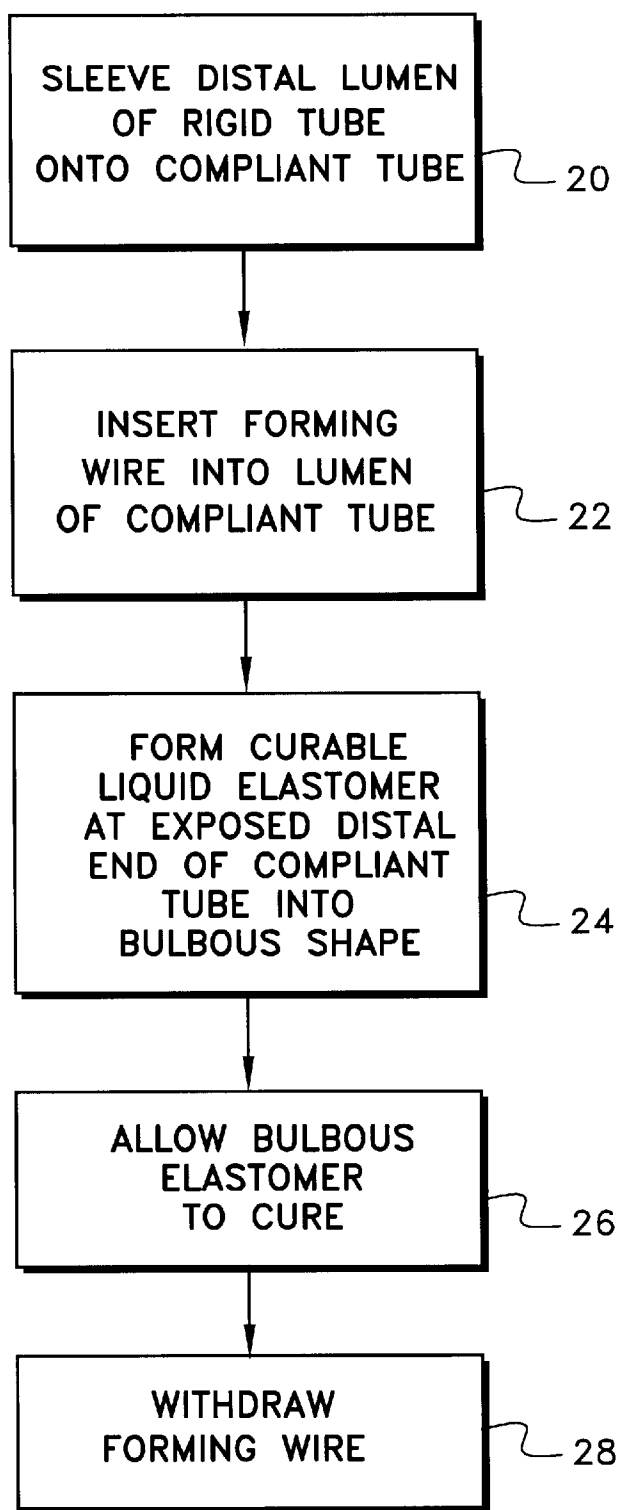 SLEEVE DISTAL LUMEN
OF RIGID TUBE
ONTO COMPLIANT TUBE
20
INSERT FORMING
WIRE INTO LUMEN
OF COMPLIANT TUBE
22
FORM CURABLE
LIQUID ELASTOMER
AT EXPOSED DISTAL
END OF COMPLIANT
TUBE INTO
BULBOUS SHAPE
24
ALLOW BULBOUS
ELASTOMER
TO CURE
26
WITHDRAW
FORMING WIRE
28